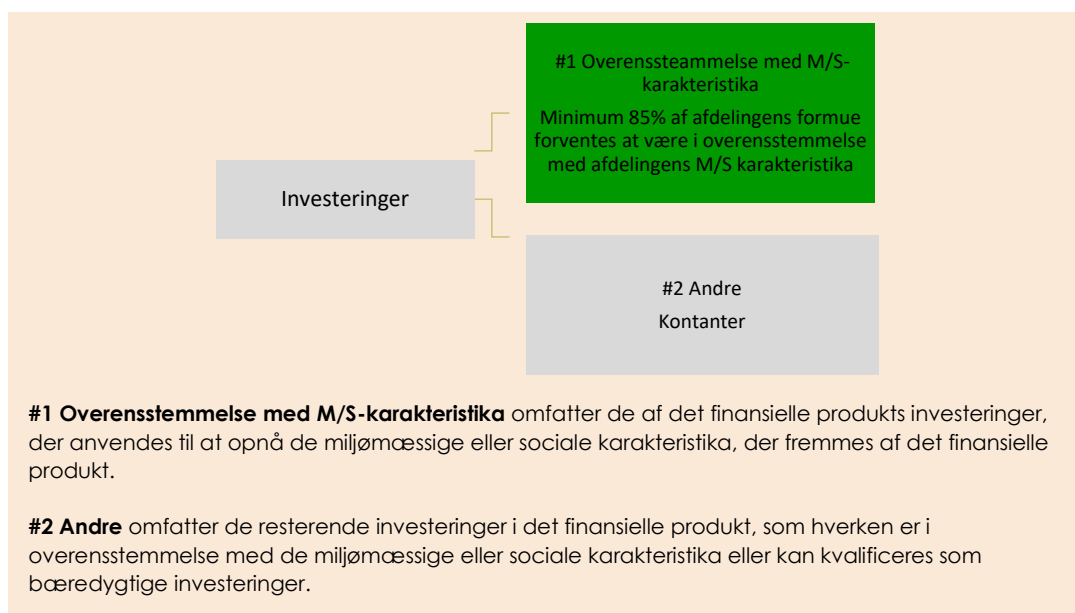 #1 Overenssteammelse med M/S-
karakteristika
Minimum 85% af afdelingens formue
forventes at være i overensstemmelse
med afdelingens M/S karakteristika
Investeringer
#2 Andre
Kontanter
#1 Overensstemmelse med M/S-karakteristika omfatter de af det finansielle produkts investeringer,
der anvendes til at opnå de miljømæssige eller sociale karakteristika, der fremmes af det finansielle
produkt.
#2 Andre omfatter de resterende investeringer i det finansielle produkt, som hverken er i
overensstemmelse med de miljømæssige eller sociale karakteristika eller kan kvalificeres som
bæredygtige investeringer.